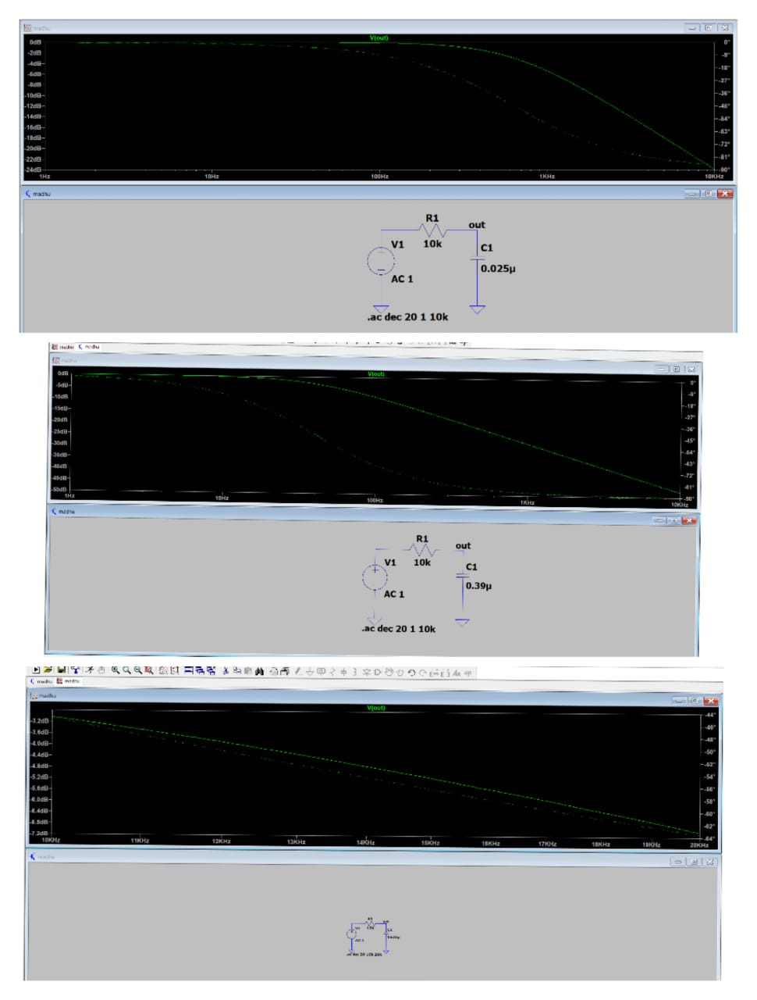 madhu
V(out)
0dB
-2dB
-4dB
-6dB
-8dB
-10dB
-12dB
-14dB
-16dB
-18dB
-20dB
-22dB
-24dB
0°
-9°
-18°
-27°
-36°
-45°
-54°
-63°
-72°
-81°
-90°
1Hz 10Hz 100Hz 1KHz 10KHz
madhu
R1
out
V1 10k C1
0.025µ
AC 1
.ac dec 20 1 10k
madhu madhu
madhu
V(out)
0dB
-5dB
-10dB
-15dB
-20dB
-25dB
-30dB
-35dB
-40dB
-45dB
-50dB
0°
-9°
-18°
-27°
-36°
-45°
-54°
-63°
-72°
-81°
-90°
1Hz 10Hz 100Hz 1KHz 10KHz
madhu
R1
out
V1 10k C1
0.39µ
AC 1
.ac dec 20 1 10k
madhu madhu
madhu
V(out)
-3.2dB
-3.6dB
-4.0dB
-4.4dB
-4.8dB
-5.2dB
-5.6dB
-6.0dB
-6.4dB
-6.8dB
-7.2dB
-44°
-46°
-48°
-50°
-52°
-54°
-56°
-58°
-60°
-62°
-64°
10KHz 11KHz 12KHz 13KHz 14KHz 15KHz 16KHz 17KHz 18KHz 19KHz 20KHz
madhu
R1
V1
C1
AC 1